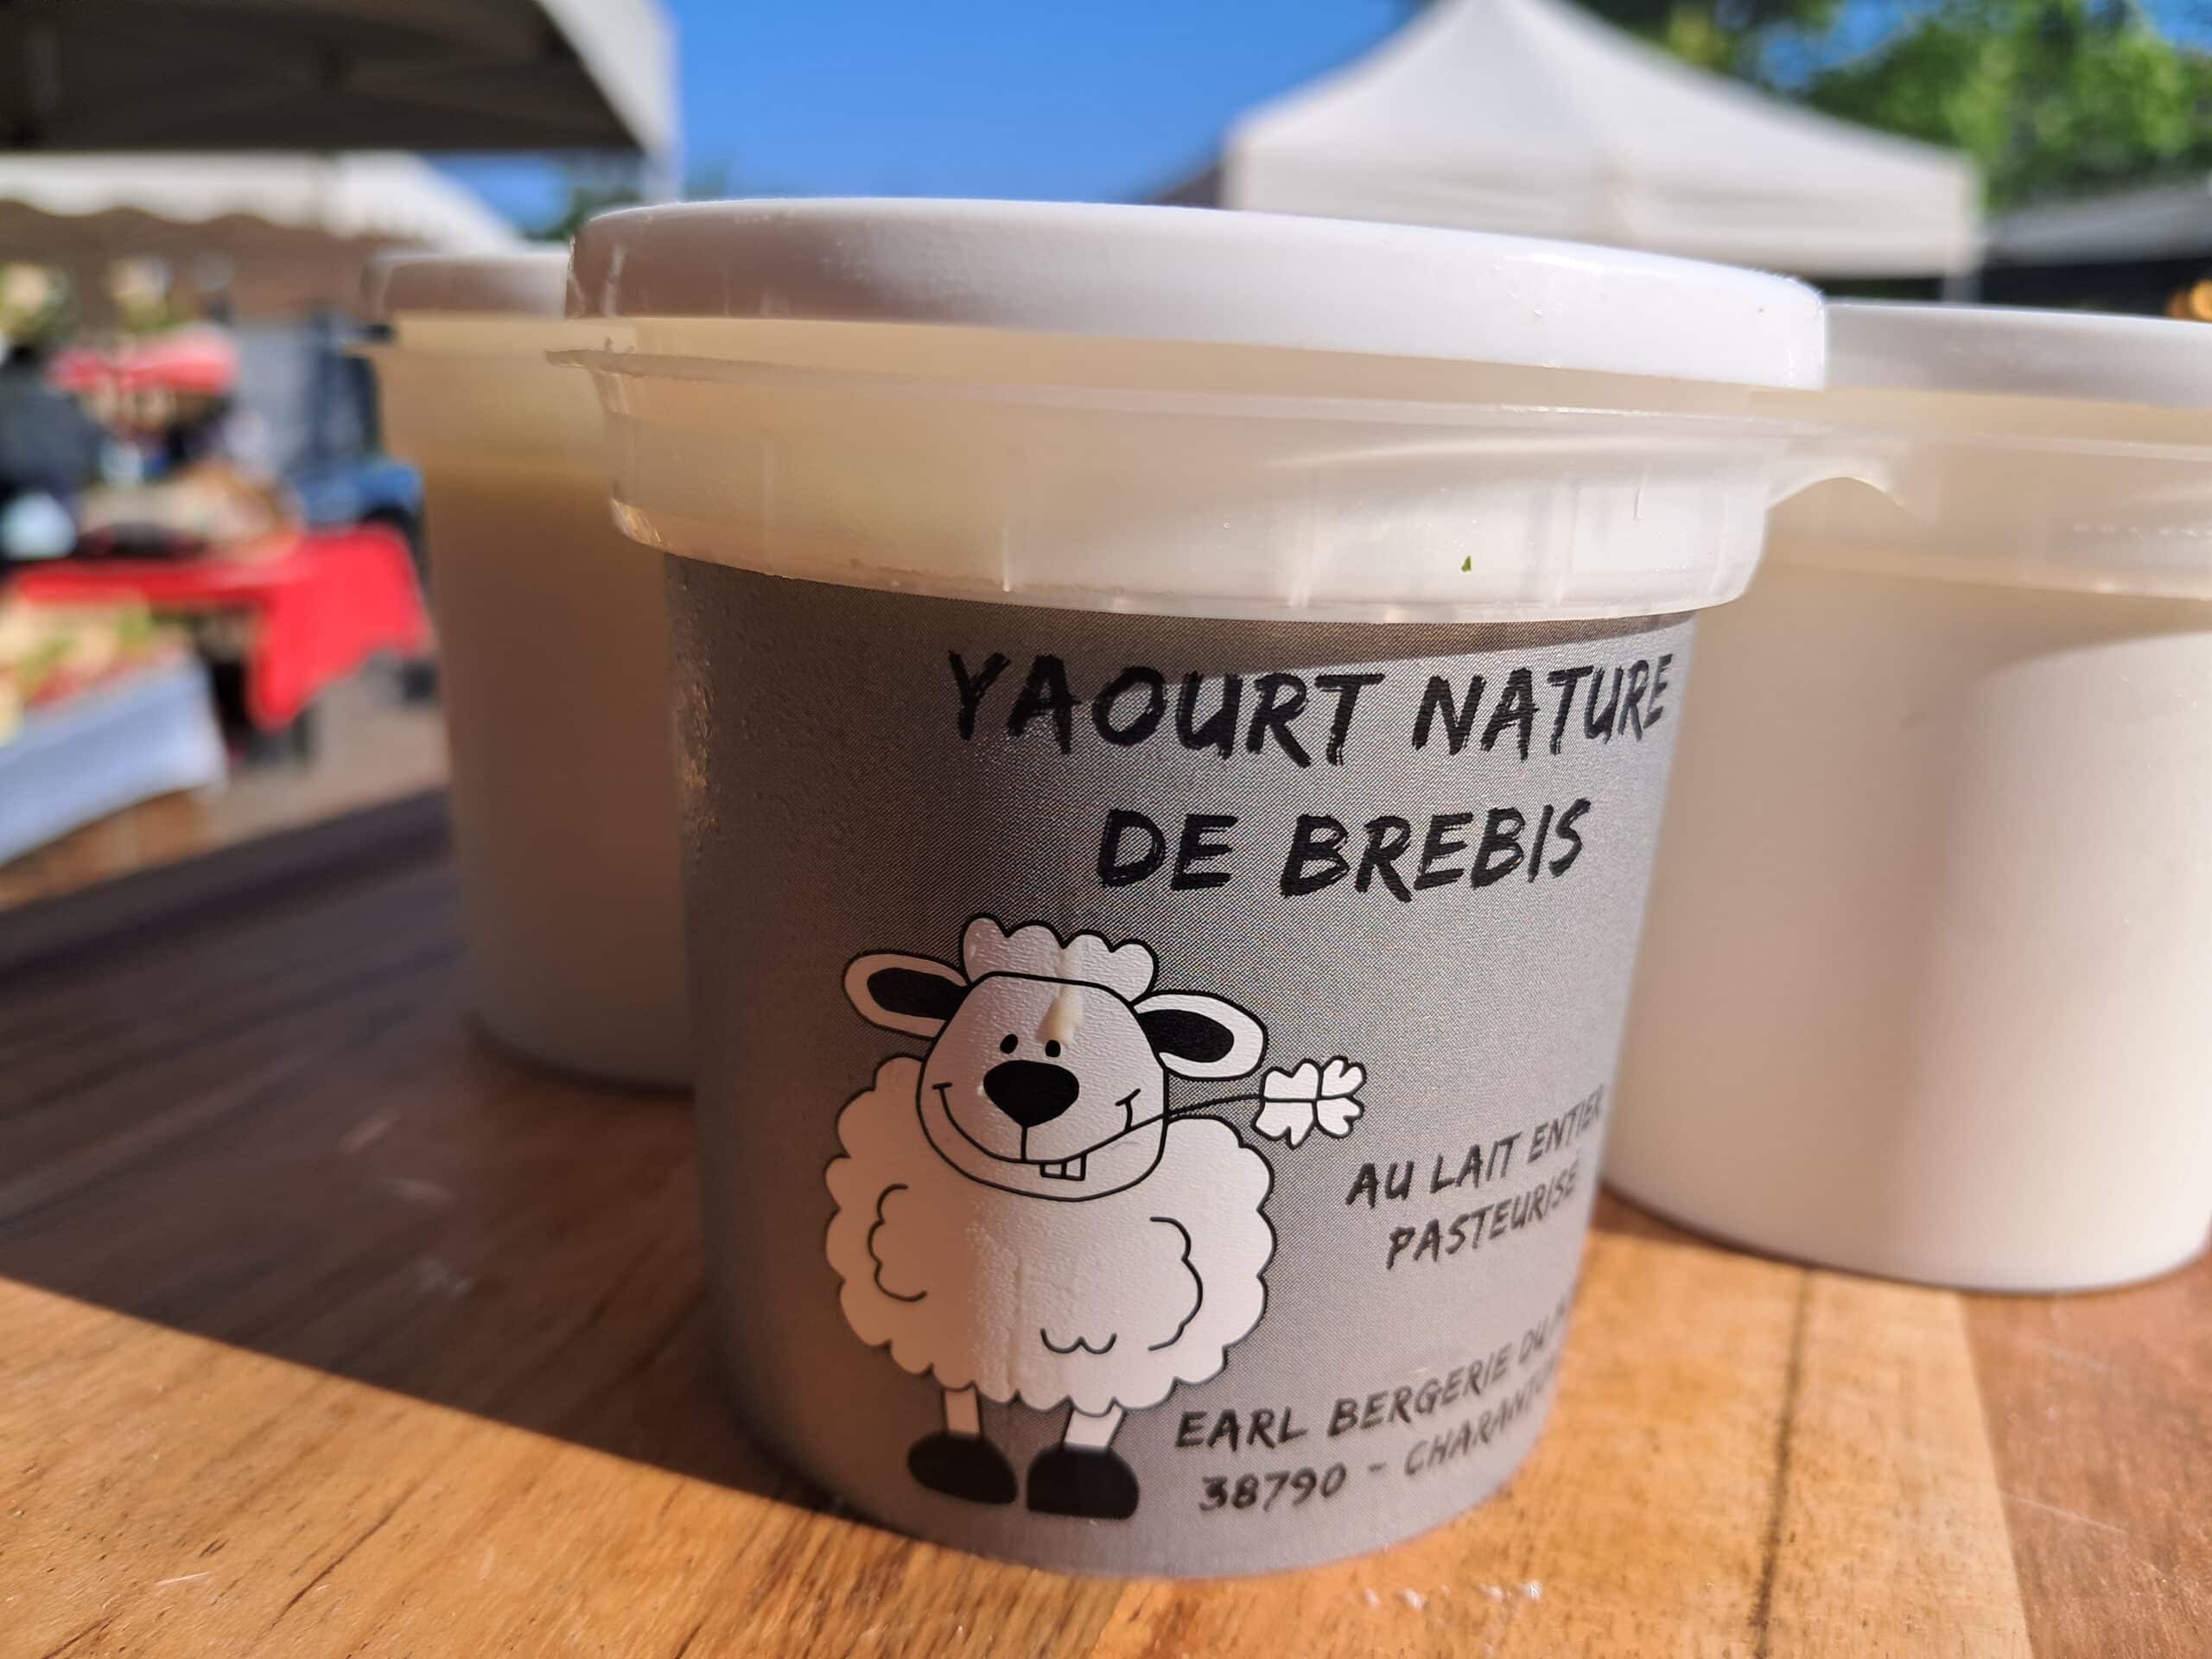 YAOURT NATURE
DE BREBIS
AU LAIT ENTIER
PASTEURISÉ
EARL BERGERIE DU
38790 -